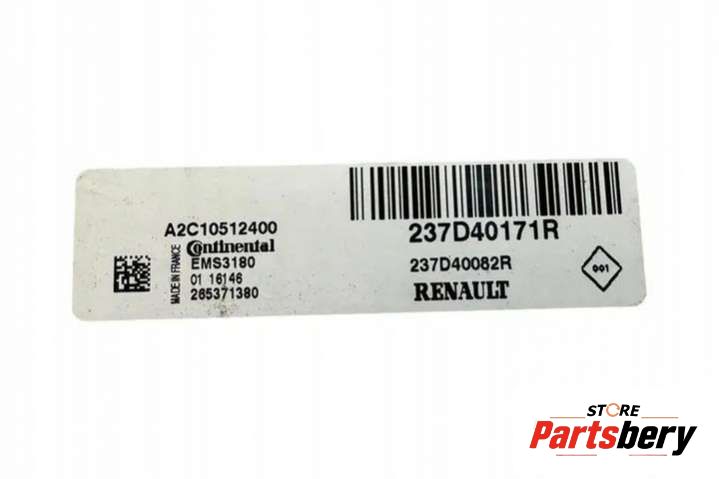 A2C10512400
Continental
EMS3180
01 16146
265371380
MADE IN FRANCE
237D40171R
237D40082R
RENAULT
001
STORE
Partsbery